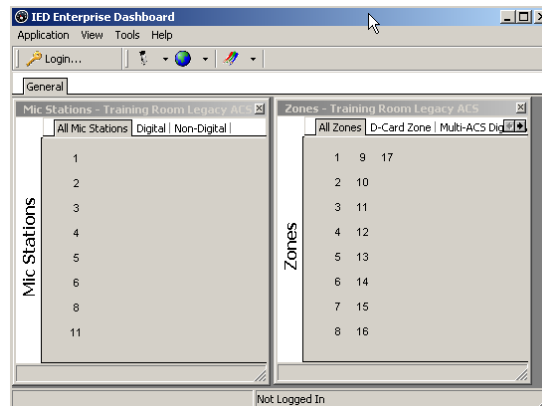 IED Enterprise Dashboard
Application View Tools Help
Login...
General
Mic Stations - Training Room Legacy ACS
All Mic Stations Digital Non-Digital
Mic Stations
1
2
3
4
5
6
8
11
Zones - Training Room Legacy ACS
All Zones D-Card Zone Multi-ACS
Zones
1 9 17
2 10
3 11
4 12
5 13
6 14
7 15
8 16
Not Logged In